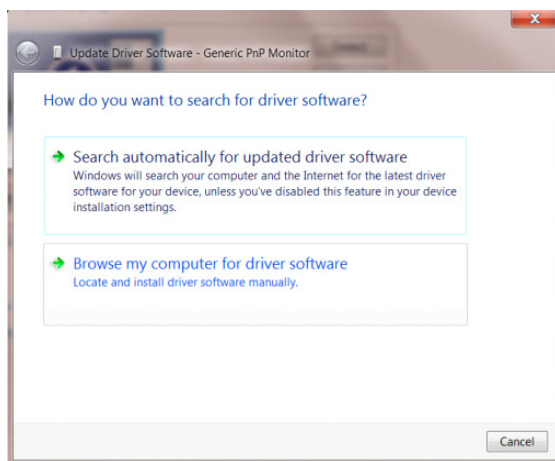 Update Driver Software - Generic PnP Monitor
How do you want to search for driver software?
Search automatically for updated driver software
Windows will search your computer and the Internet for the latest driver
software for your device, unless you've disabled this feature in your device
installation settings.
Browse my computer for driver software
Locate and install driver software manually.
Cancel